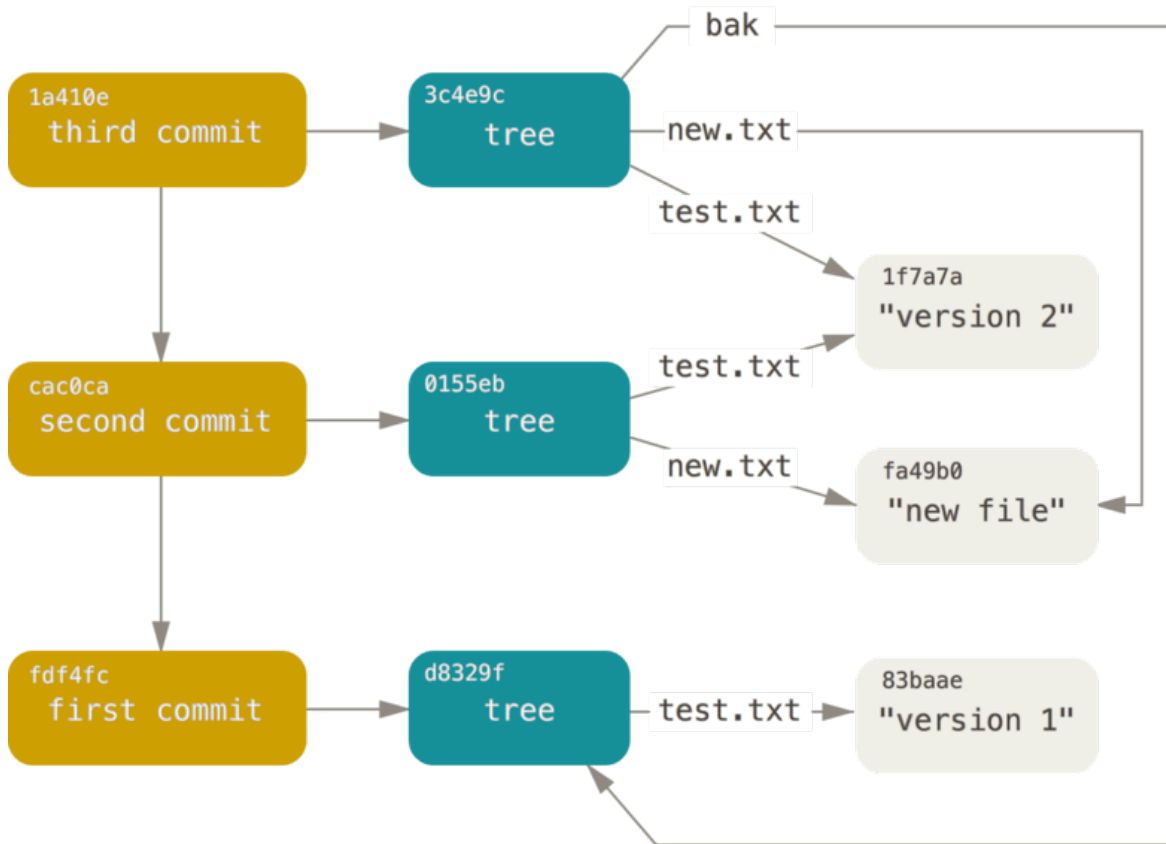 bak
1a410e
third commit
3c4e9c
tree
new.txt
test.txt
1f7a7a
"version 2"
cac0ca
second commit
0155eb
tree
test.txt
new.txt
fa49b0
"new file"
fdf4fc
first commit
d8329f
tree
test.txt
83baae
"version 1"